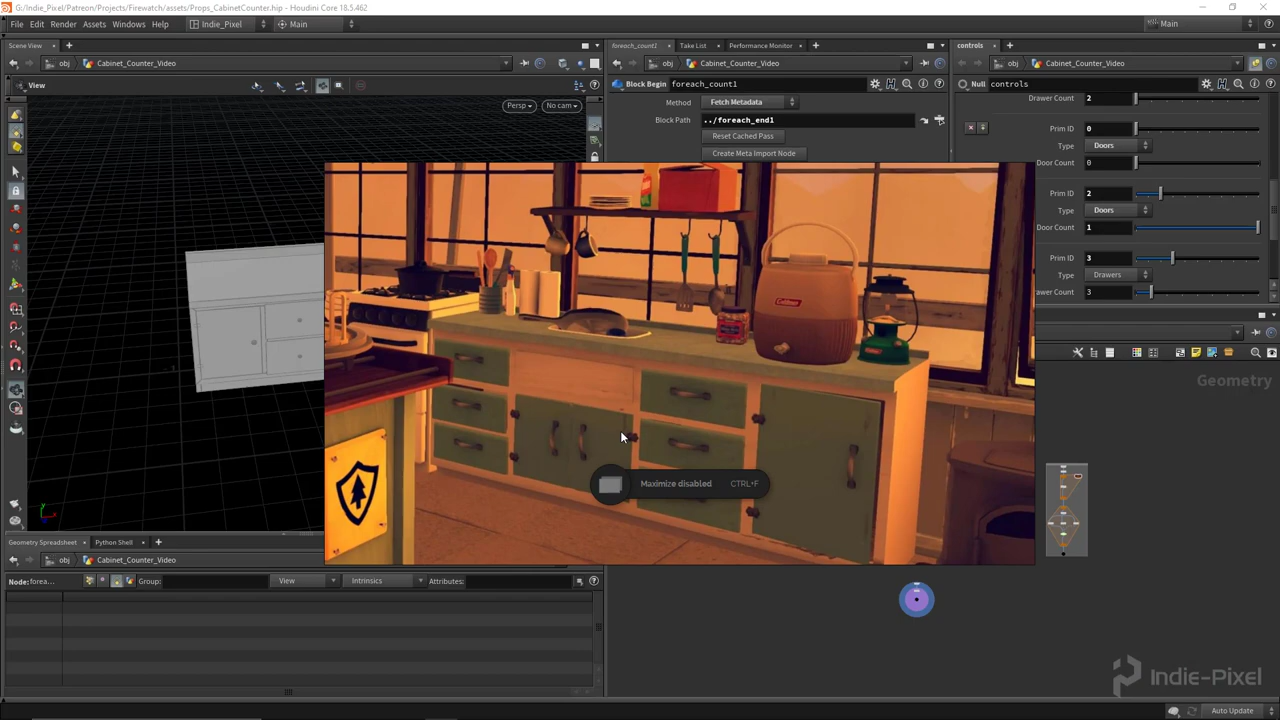 G:/Indie_Pixel/Patreon/Projects/Firewatch/assets/Props_CabinetCounter.hip - Houdini Core 18.5.462
File Edit Render Assets Windows Help Indie_Pixel Main Main
Scene View foreach_count1 Take List Performance Monitor controls
obj Cabinet_Counter_Video obj Cabinet_Counter_Video obj Cabinet_Counter_Video
View Block Begin foreach_count1 Null controls
Persp No cam Method Fetch Metadata Drawer Count 2
Block Path ../foreach_end1
Reset Cached Pass Prim ID 0
Create Meta Import Node Type Doors
Door Count 0
Prim ID 2
Type Doors
Door Count 1
Prim ID 3
Type Drawers
awer Count 3
Coleman
Geometry
Maximize disabled CTRL+F
Geometry Spreadsheet Python Shell
obj Cabinet_Counter_Video
Node: forea... Group: View Intrinsics Attributes:
Indie-Pixel
Auto Update